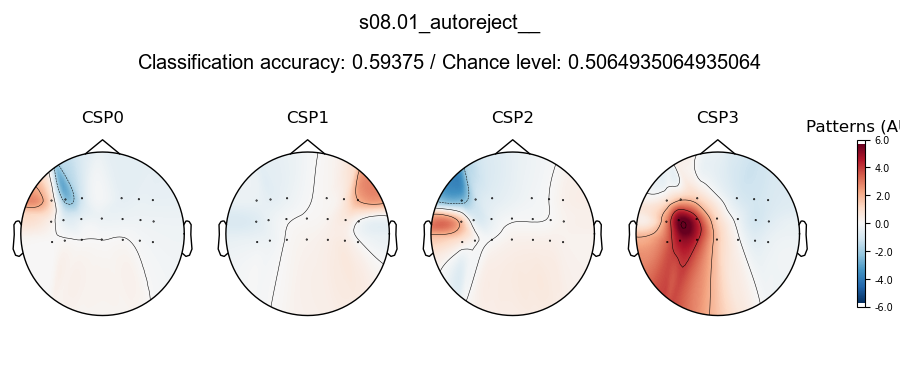 s08.01_autoreject__
Classification accuracy: 0.59375 / Chance level: 0.5064935064935064
CSP0 CSP1 CSP2 CSP3
Patterns (AU
6.0
4.0
2.0
0.0
-2.0
-4.0
-6.0